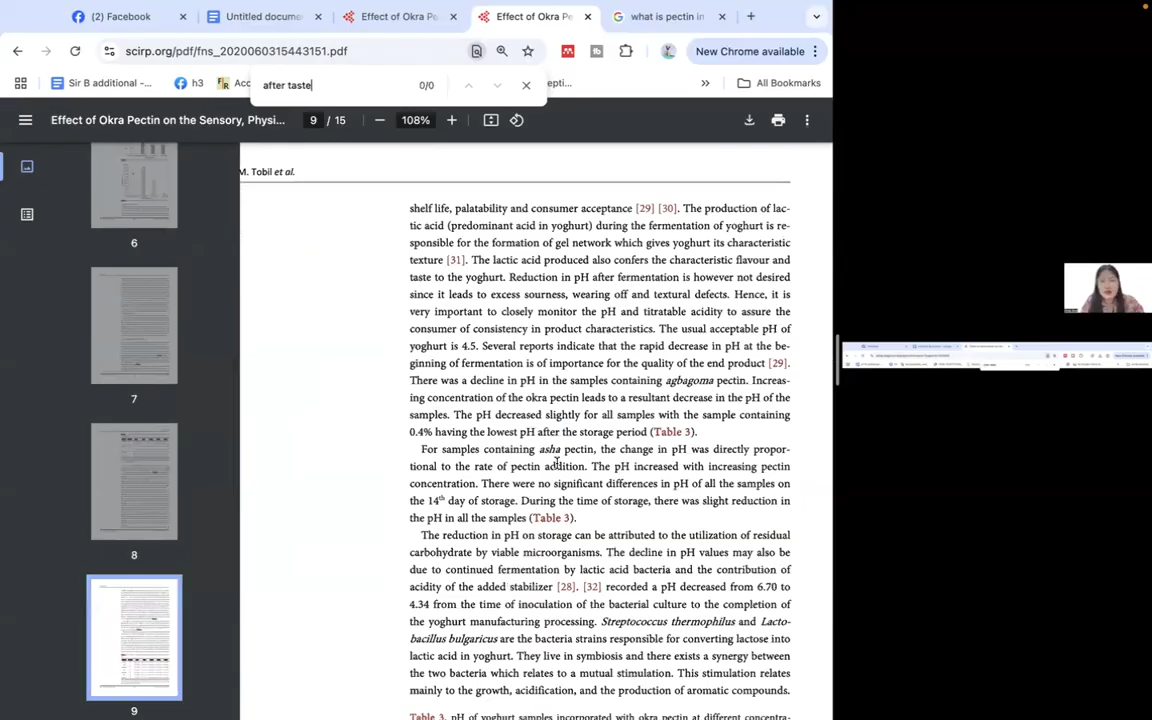 (2) Facebook
Untitled docume
Effect of Okra Po
Effect of Okra Pe
what is pectin in
scirp.org/pdf/fns_2020060315443151.pdf
New Chrome available
Sir B additional -...
h3
Acc
epti...
All Bookmarks
after taste
0/0
Effect of Okra Pectin on the Sensory, Physi...
9 / 15
108%
M. Tobil et al.
shelf life, palatability and consumer acceptance [29] [30]. The production of lac-
tic acid (predominant acid in yoghurt) during the fermentation of yoghurt is re-
sponsible for the formation of gel network which gives yoghurt its characteristic
texture [31]. The lactic acid produced also confers the characteristic flavour and
taste to the yoghurt. Reduction in pH after fermentation is however not desired
since it leads to excess sourness, wearing off and textural defects. Hence, it is
very important to closely monitor the pH and titratable acidity to assure the
consumer of consistency in product characteristics. The usual acceptable pH of
yoghurt is 4.5. Several reports indicate that the rapid decrease in pH at the be-
ginning of fermentation is of importance for the quality of the end product [29].
There was a decline in pH in the samples containing agbagoma pectin. Increas-
ing concentration of the okra pectin leads to a resultant decrease in the pH of the
samples. The pH decreased slightly for all samples with the sample containing
0.4% having the lowest pH after the storage period (Table 3).
For samples containing asha pectin, the change in pH was directly propor-
tional to the rate of pectin addition. The pH increased with increasing pectin
concentration. There were no significant differences in pH of all the samples on
the 14th day of storage. During the time of storage, there was slight reduction in
the pH in all the samples (Table 3).
The reduction in pH on storage can be attributed to the utilization of residual
carbohydrate by viable microorganisms. The decline in pH values may also be
due to continued fermentation by lactic acid bacteria and the contribution of
acidity of the added stabilizer [28]. [32] recorded a pH decreased from 6.70 to
4.34 from the time of inoculation of the bacterial culture to the completion of
the yoghurt manufacturing processing. Streptococcus thermophilus and Lacto-
bacillus bulgaricus are the bacteria strains responsible for converting lactose into
lactic acid in yoghurt. They live in symbiosis and there exists a synergy between
the two bacteria which relates to a mutual stimulation. This stimulation relates
mainly to the growth, acidification, and the production of aromatic compounds.
Table 3. pH of yoghurt samples incorporated with okra pectin at different concentra-
6
7
8
9